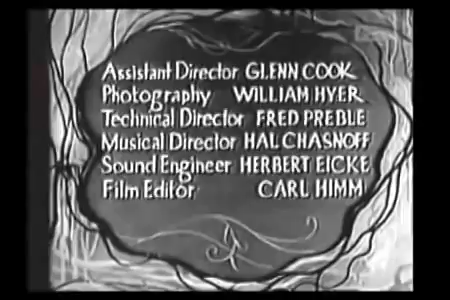 Assistant Director GLENN COOK
Photography WILLIAM HYER
Technical Director FRED PREBLE
Musical Director HAL CHASNOFF
Sound Engineer HERBERT EICKE
Film Editor CARL HIMM